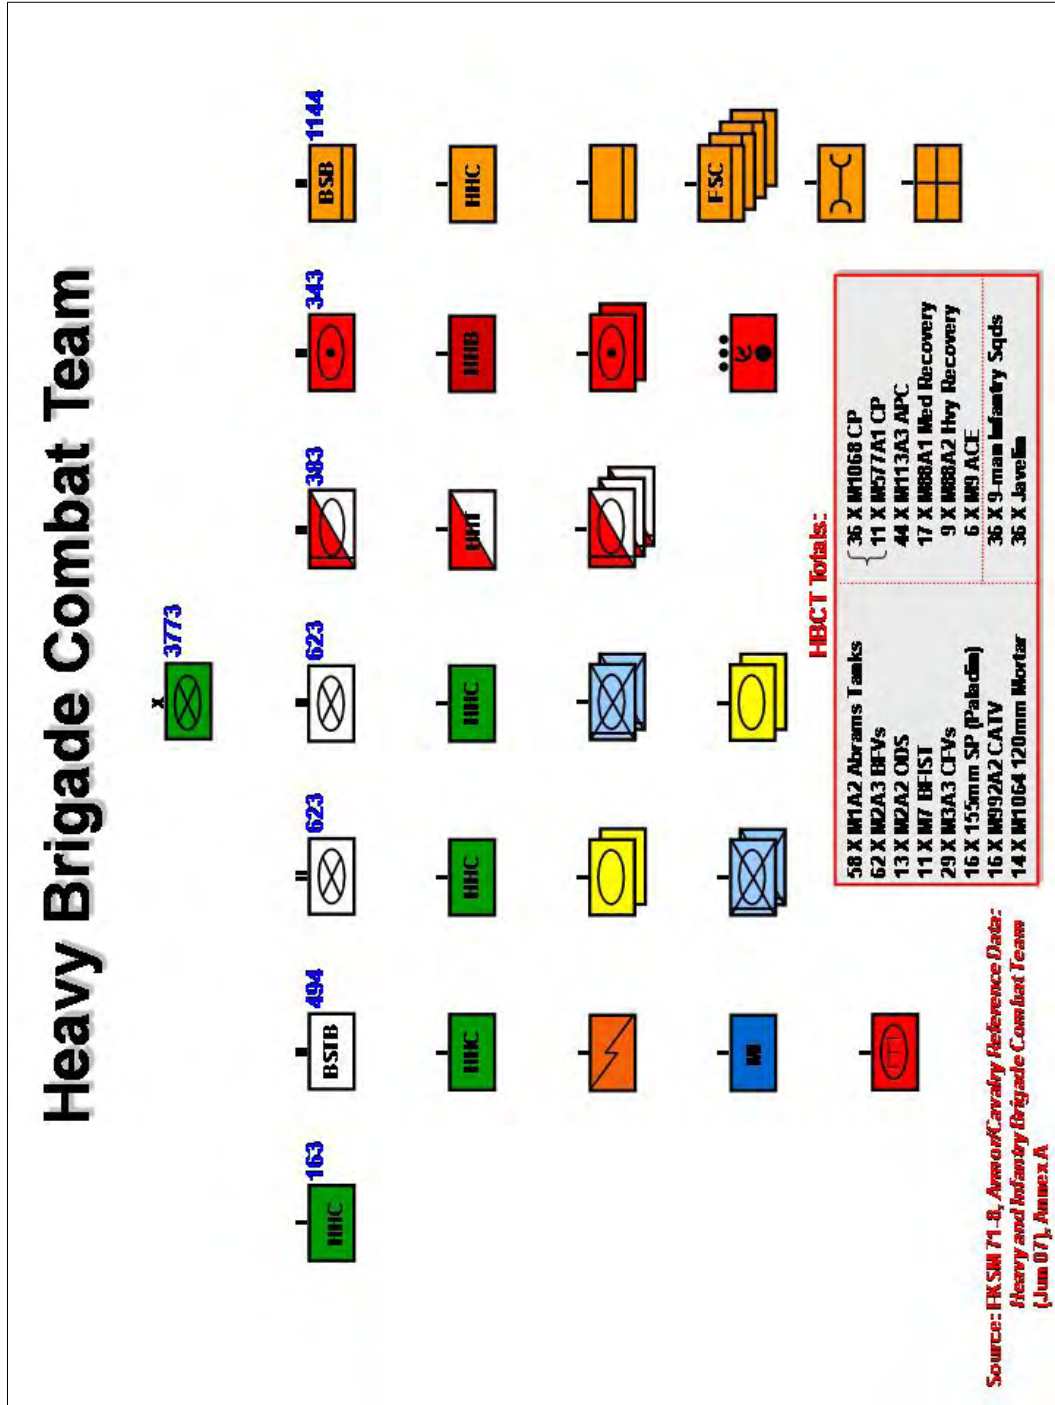 Heavy Brigade Combat Team
X
3773
163
494
623
623
383
343
1144
HHC
BSTB
BSB
HHC
HHC
HHC
HHT
HHB
HHC
FSC
MI
HBCT Totals:
58 X M1A2 Abrams Tanks
62 X M2A3 BFVs
13 X M2A2 ODS
11 X M7 BFIST
29 X M3A3 CFVs
16 X 155mm SP (Paladin)
16 X M992A2 CATV
14 X M1064 120mm Mortar
36 X M1068 CP
11 X M577A1 CP
44 X M113A3 APC
17 X M88A1 Med Recovery
9 X M88A2 Hvy Recovery
6 X M9 ACE
36 X 9-man Infantry Sqds
36 X Javelin
Source: FKSM 71-8, Armor/Cavalry Reference Data:
Heavy and Infantry Brigade Combat Team
(Jun 07), Annex A